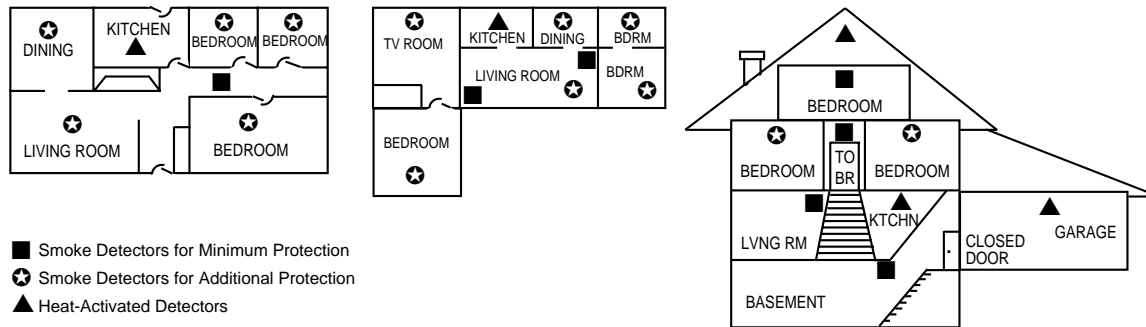 DINING
KITCHEN
BEDROOM
BEDROOM
LIVING ROOM
BEDROOM
TV ROOM
KITCHEN
DINING
BDRM
LIVING ROOM
BDRM
BEDROOM
BEDROOM
BEDROOM
TO
BR
BEDROOM
LVNG RM
KTCHN
CLOSED
DOOR
GARAGE
BASEMENT
Smoke Detectors for Minimum Protection
Smoke Detectors for Additional Protection
Heat-Activated Detectors